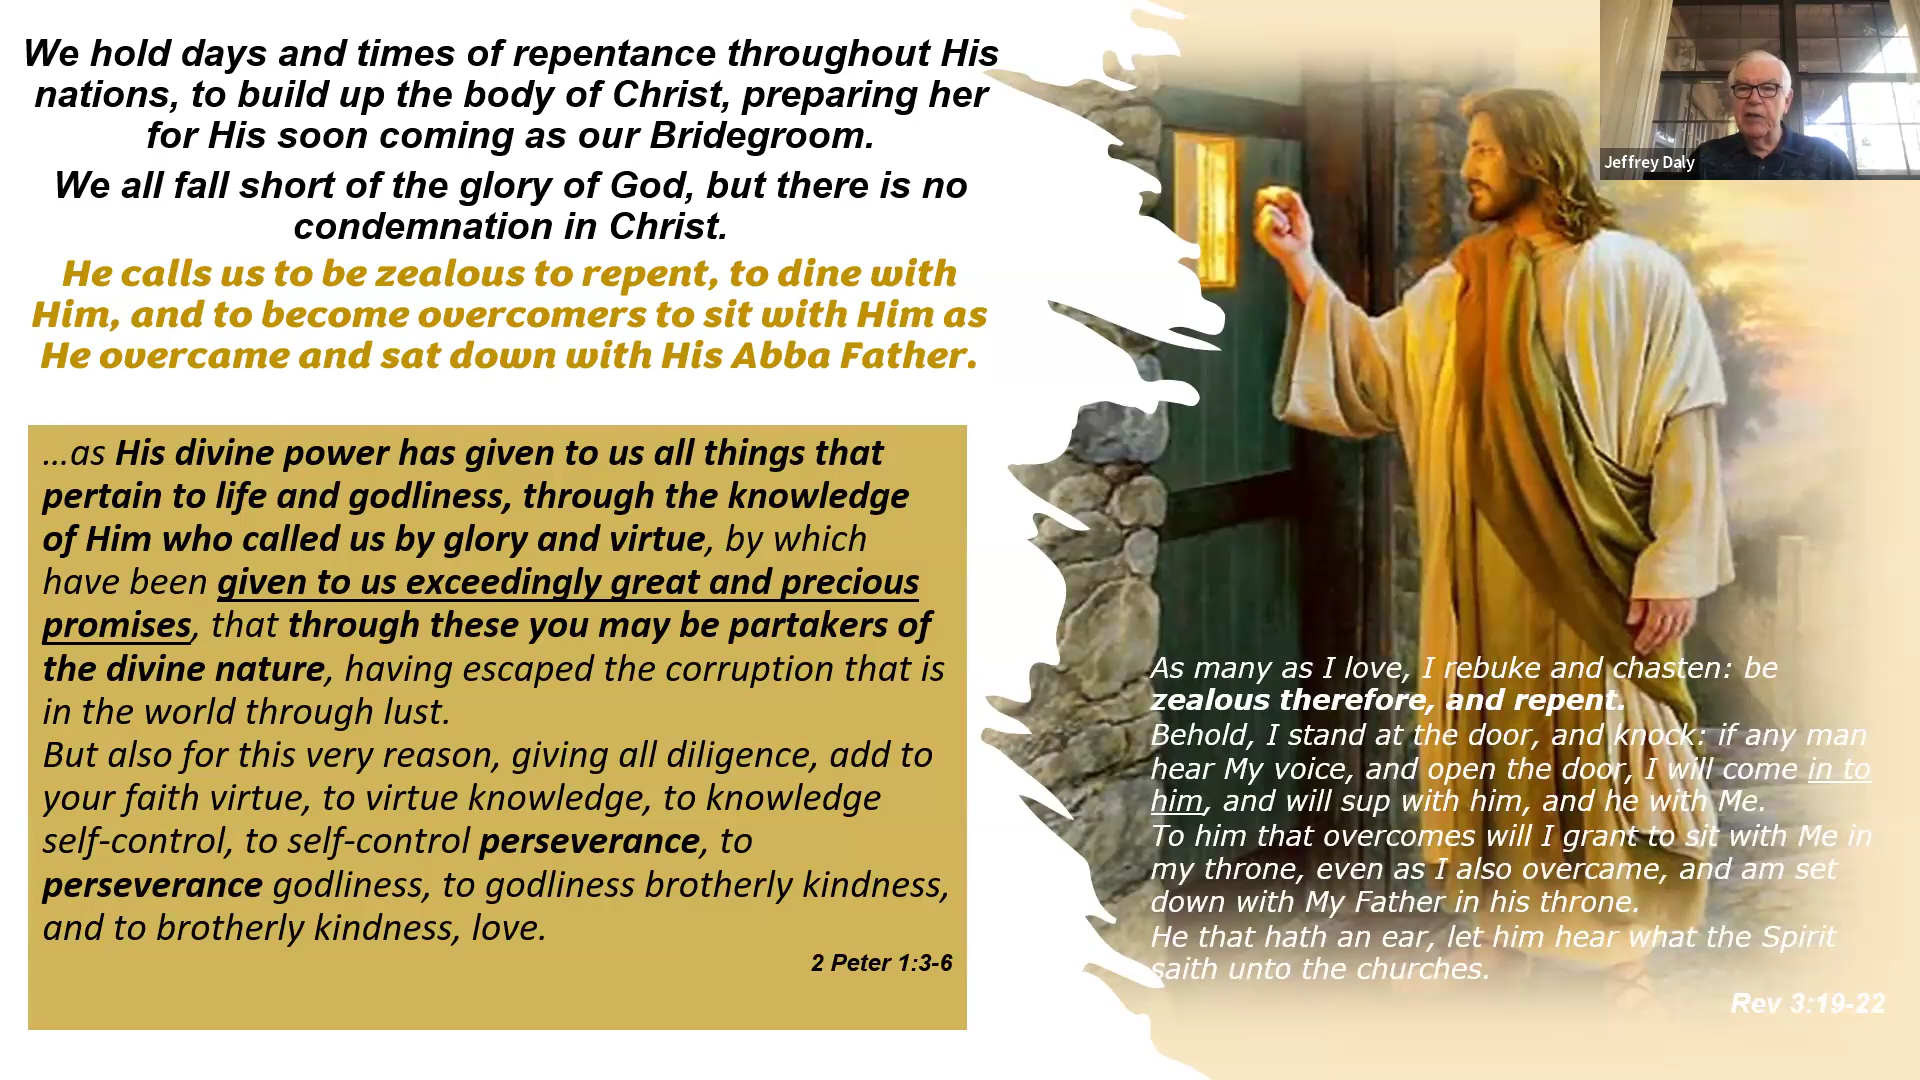 We hold days and times of repentance throughout His
nations, to build up the body of Christ, preparing her
for His soon coming as our Bridegroom.
We all fall short of the glory of God, but there is no
condemnation in Christ.
He calls us to be zealous to repent, to dine with
Him, and to become overcomers to sit with Him as
He overcame and sat down with His Abba Father.
...as His divine power has given to us all things that
pertain to life and godliness, through the knowledge
of Him who called us by glory and virtue, by which
have been given to us exceedingly great and precious
promises, that through these you may be partakers of
the divine nature, having escaped the corruption that is
in the world through lust.
But also for this very reason, giving all diligence, add to
your faith virtue, to virtue knowledge, to knowledge
self-control, to self-control perseverance, to
perseverance godliness, to godliness brotherly kindness,
and to brotherly kindness, love.
2 Peter 1:3-6
Jeffrey Daly
As many as I love, I rebuke and chasten: be
zealous therefore, and repent.
Behold, I stand at the door, and knock: if any man
hear My voice, and open the door, I will come in to
him, and will sup with him, and he with Me.
To him that overcomes will I grant to sit with Me in
my throne, even as I also overcame, and am set
down with My Father in his throne.
He that hath an ear, let him hear what the Spirit
saith unto the churches.
Rev 3:19-22